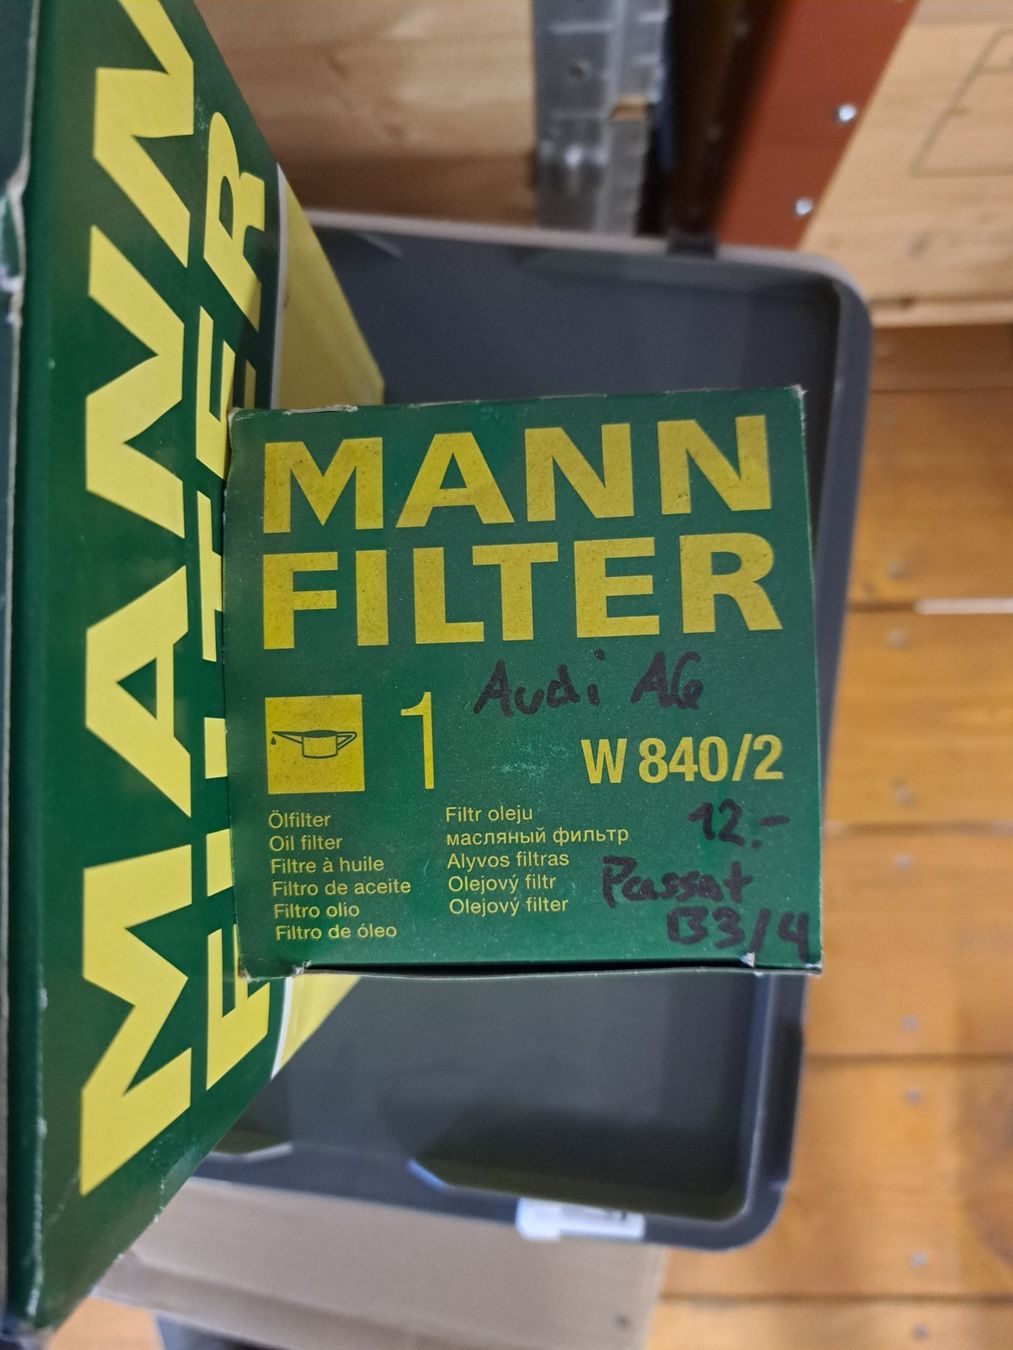 MANN
FILTER
MANN
FILTER
Audi A6
1
W 840/2
12.-
Passat
B3/4
Ölfilter
Oil filter
Filtre à huile
Filtro de aceite
Filtro olio
Filtro de óleo
Filtr oleju
масляный фильтр
Alyvos filtras
Olejový filtr
Olejový filter